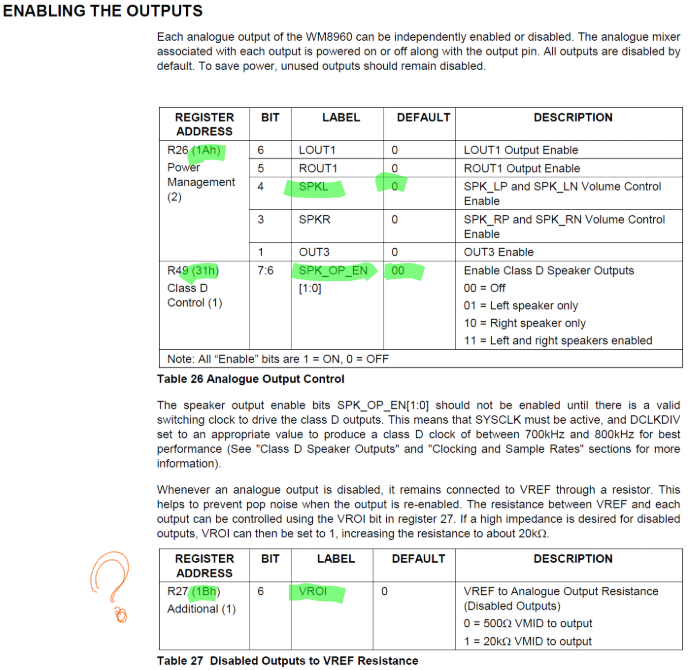 ENABLING THE OUTPUTS
Each analogue output of the WM8960 can be independently enabled or disabled. The analogue mixer
associated with each output is powered on or off along with the output pin. All outputs are disabled by
default. To save power, unused outputs should remain disabled.
REGISTER ADDRESS BIT LABEL DEFAULT DESCRIPTION
R26 (1Ah) Power Management (2) 6 LOUT1 0 LOUT1 Output Enable
5 ROUT1 0 ROUT1 Output Enable
4 SPKL 0 SPK_LP and SPK_LN Volume Control
Enable
3 SPKR 0 SPK_RP and SPK_RN Volume Control
Enable
1 OUT3 0 OUT3 Enable
R49 (31h) 7:6 SPK_OP_EN 00 Enable Class D Speaker Outputs
Class D [1:0] 00 = Off
Control (1) 01 = Left speaker only
10 = Right speaker only
11 = Left and right speakers enabled
Note: All “Enable” bits are 1 = ON, 0 = OFF
Table 26 Analogue Output Control
The speaker output enable bits SPK_OP_EN[1:0] should not be enabled until there is a valid
switching clock to drive the class D outputs. This means that SYSCLK must be active, and DCLKDIV
set to an appropriate value to produce a class D clock of between 700kHz and 800kHz for best
performance (See "Class D Speaker Outputs" and "Clocking and Sample Rates" sections for more
information).
Whenever an analogue output is disabled, it remains connected to VREF through a resistor. This
helps to prevent pop noise when the output is re-enabled. The resistance between VREF and each
output can be controlled using the VROI bit in register 27. If a high impedance is desired for disabled
outputs, VROI can then be set to 1, increasing the resistance to about 20kΩ.
?
REGISTER ADDRESS BIT LABEL DEFAULT DESCRIPTION
R27 (1Bh) 6 VROI 0 VREF to Analogue Output Resistance
Additional (1) (Disabled Outputs)
0 = 500Ω VMID to output
1 = 20kΩ VMID to output
Table 27 Disabled Outputs to VREF Resistance